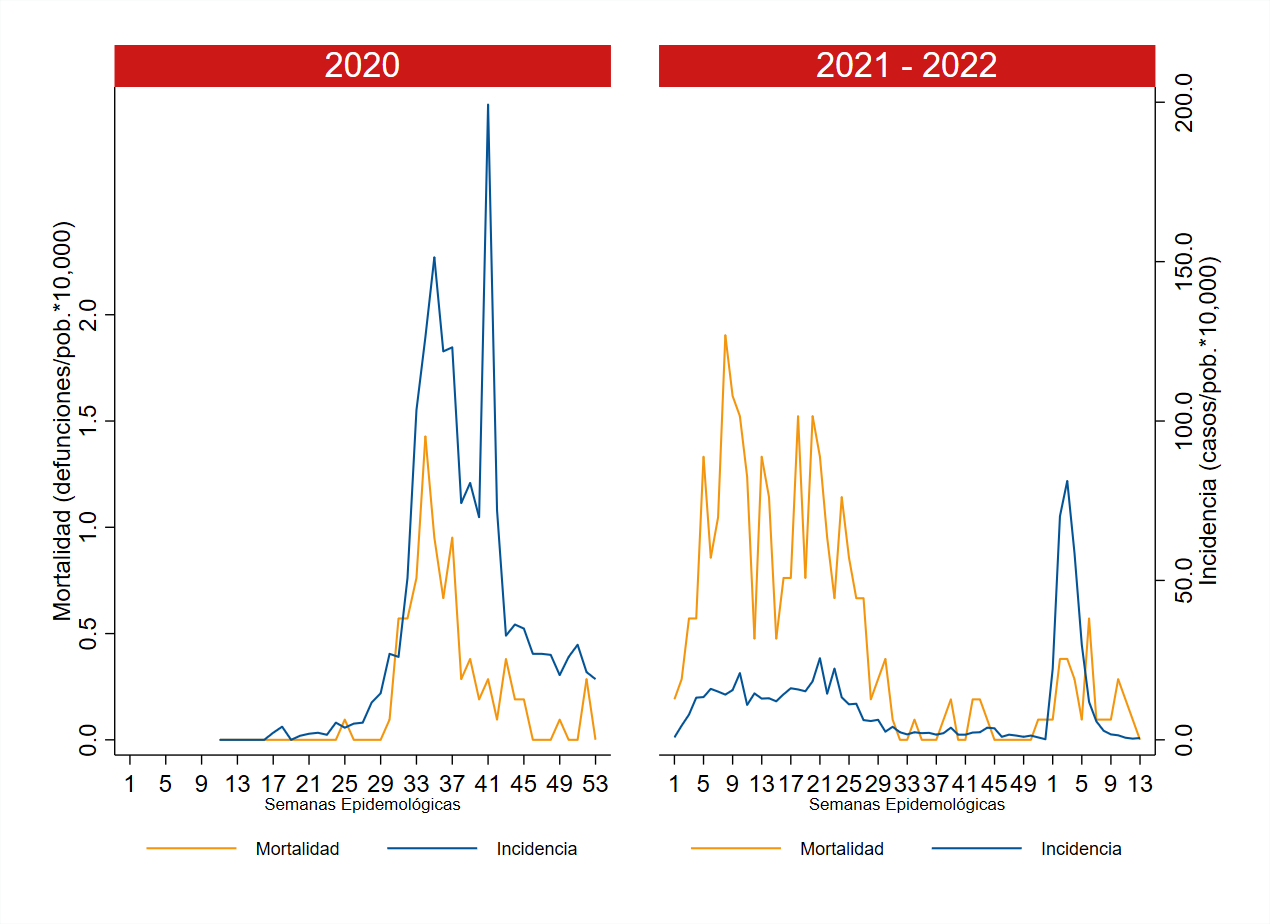 2020
2021 - 2022
Mortalidad (defunciones/pob.*10,000)
0.0 0.5 1.0 1.5 2.0
1 5 9 13 17 21 25 29 33 37 41 45 49 53
Semanas Epidemológicas
Mortalidad Incidencia
1 5 9 13 17 21 25 29 33 37 41 45 49 1 5 9 13
Semanas Epidemológicas
Mortalidad Incidencia
0.0 50.0 100.0 150.0 200.0
Incidencia (casos/pob.*10,000)